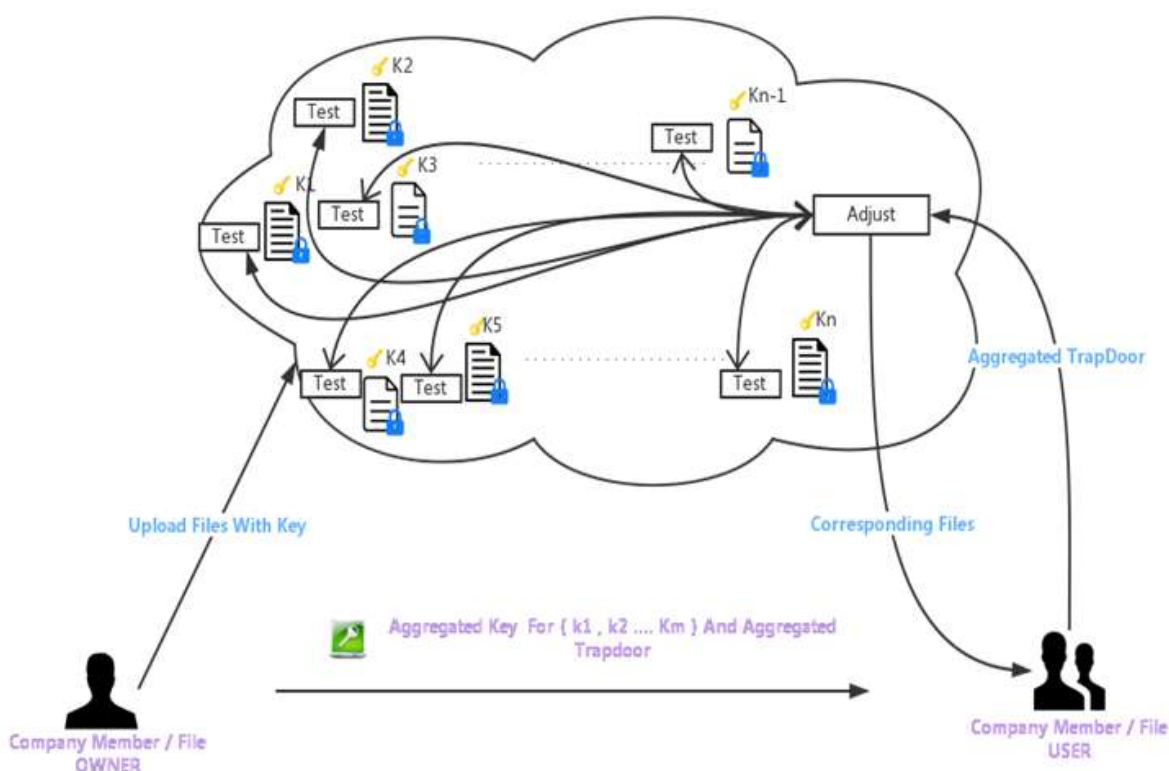 K2
Test
Kn-1
Test
K3
K1
Test
Test
Adjust
Kn
K5
Aggregated TrapDoor
K4
Test
Test
Test
Upload Files With Key
Corresponding Files
Aggregated Key For { k1 , k2 .... Km } And Aggregated
Trapdoor
Company Member / File
OWNER
Company Member / File
USER